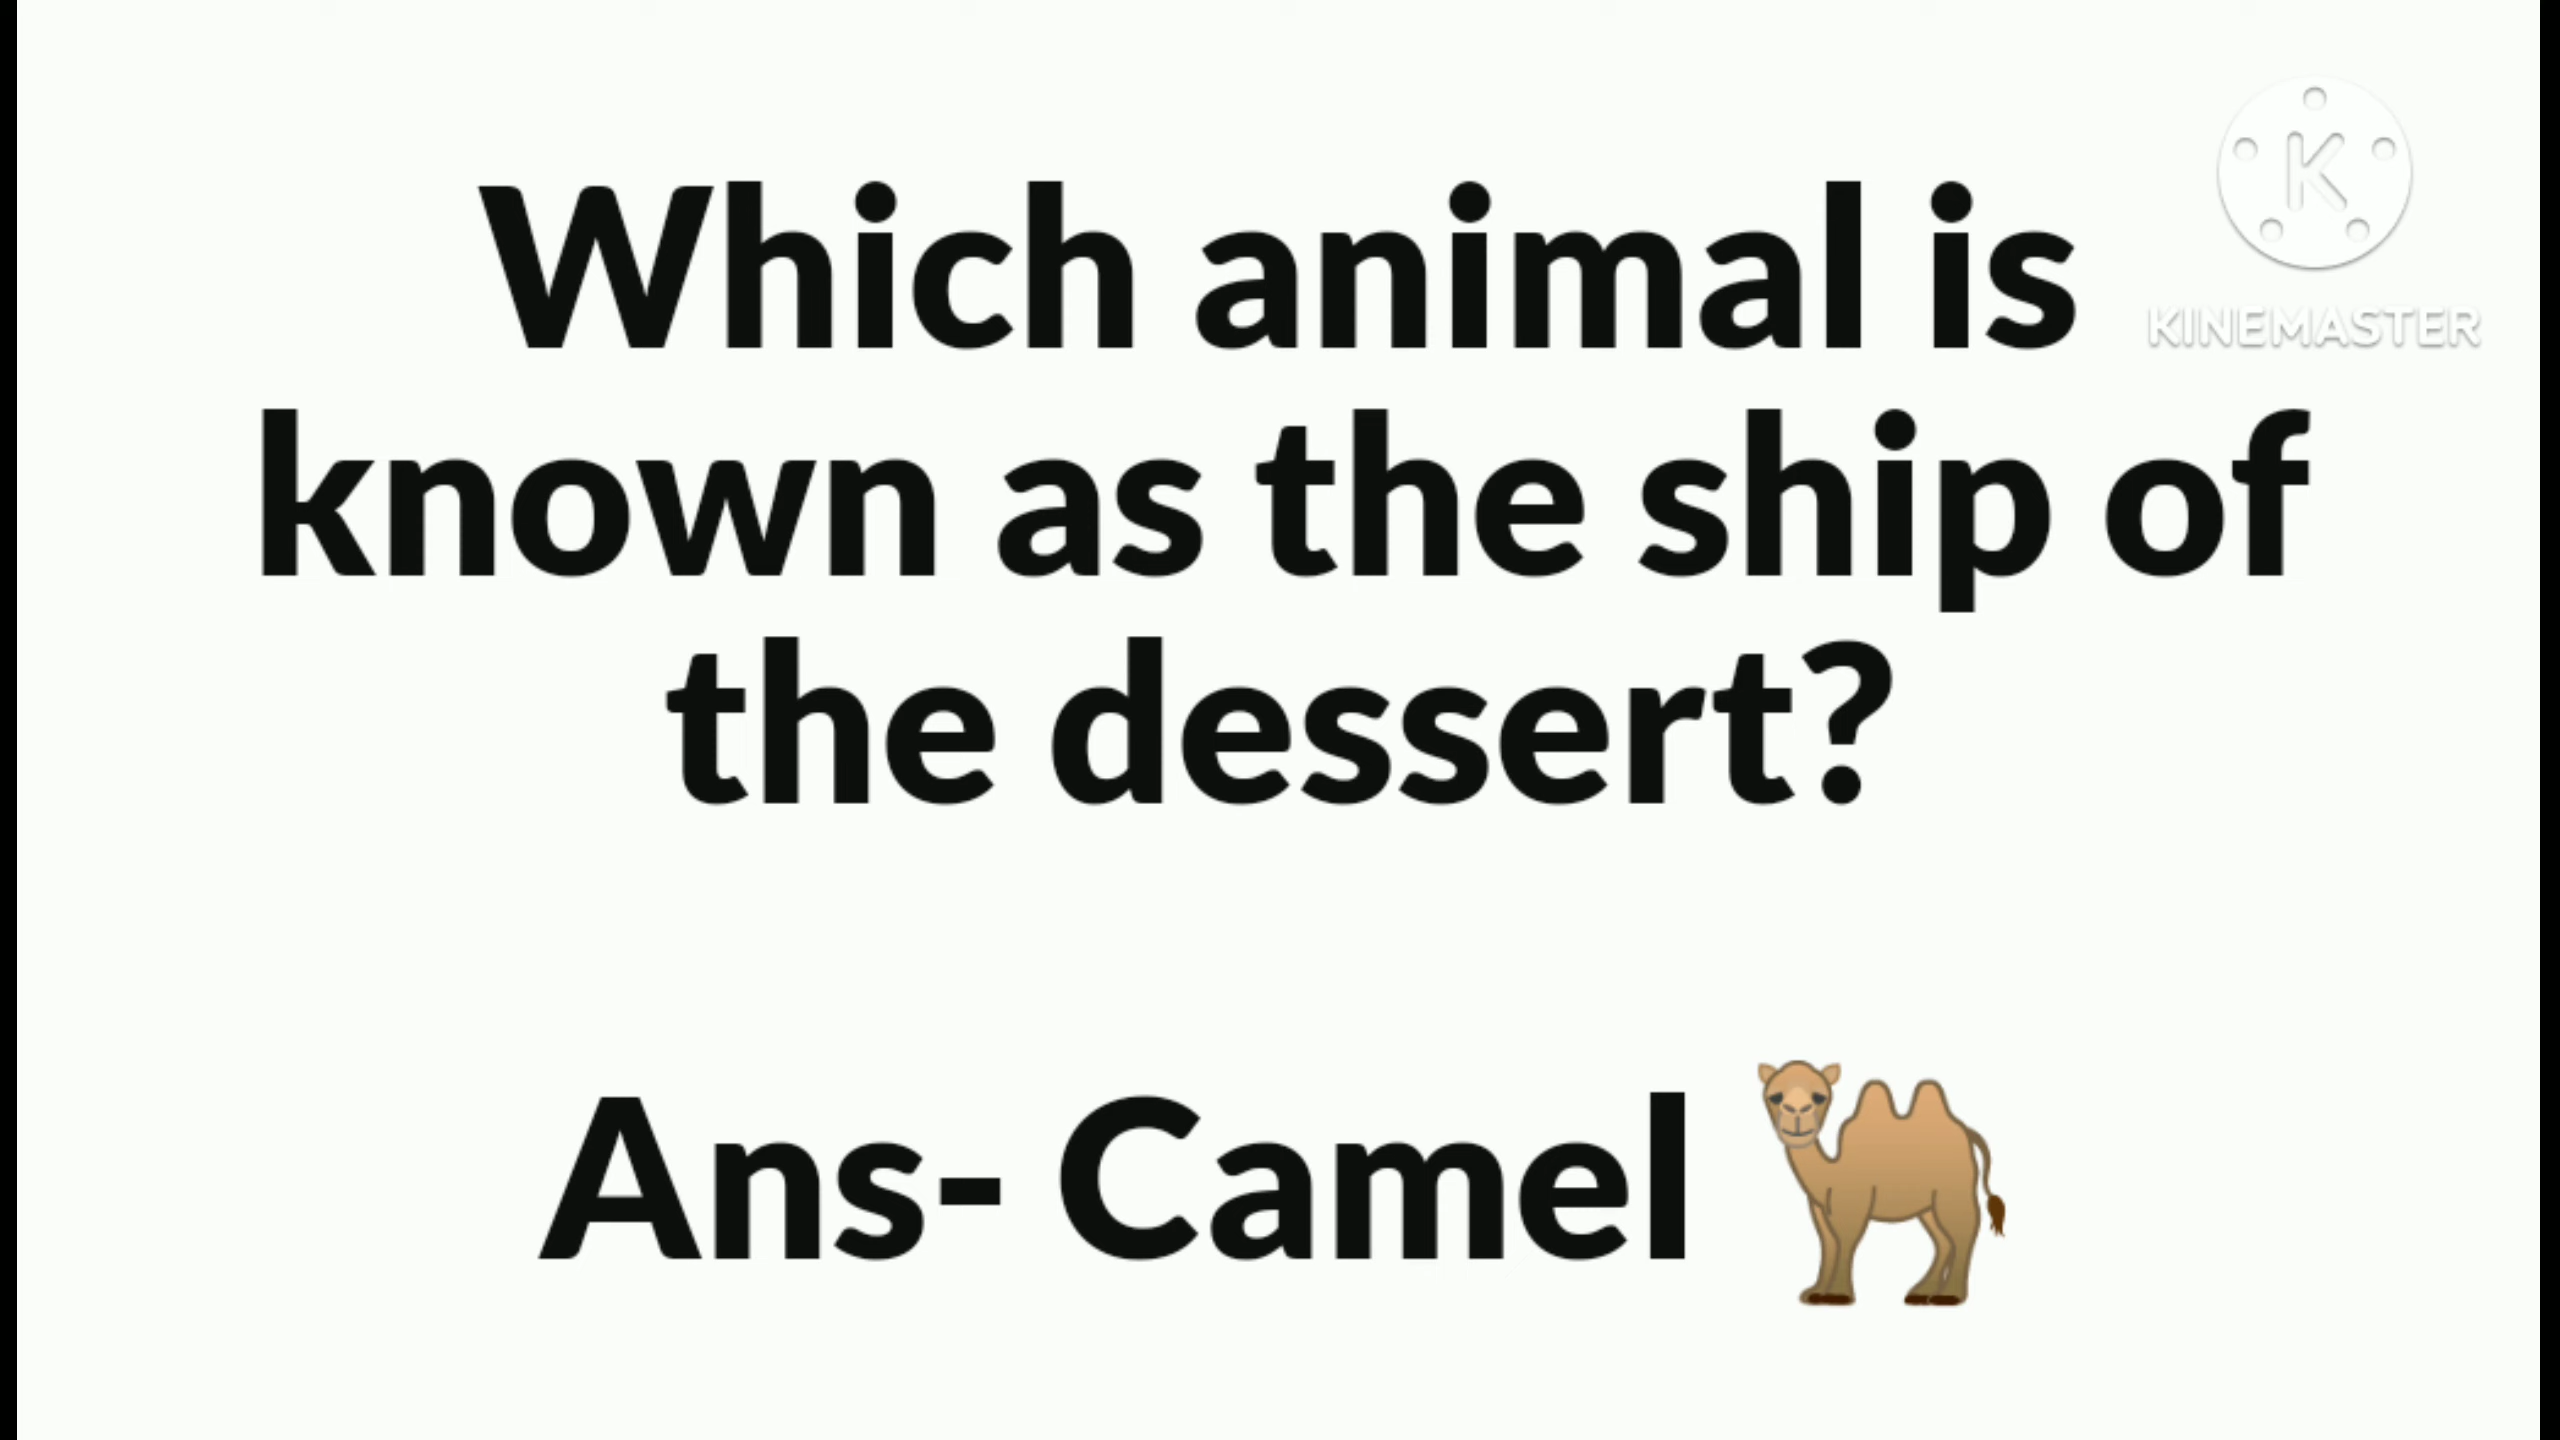 Which animal is
known as the ship of
the dessert?
Ans- Camel
K
KINEMASTER